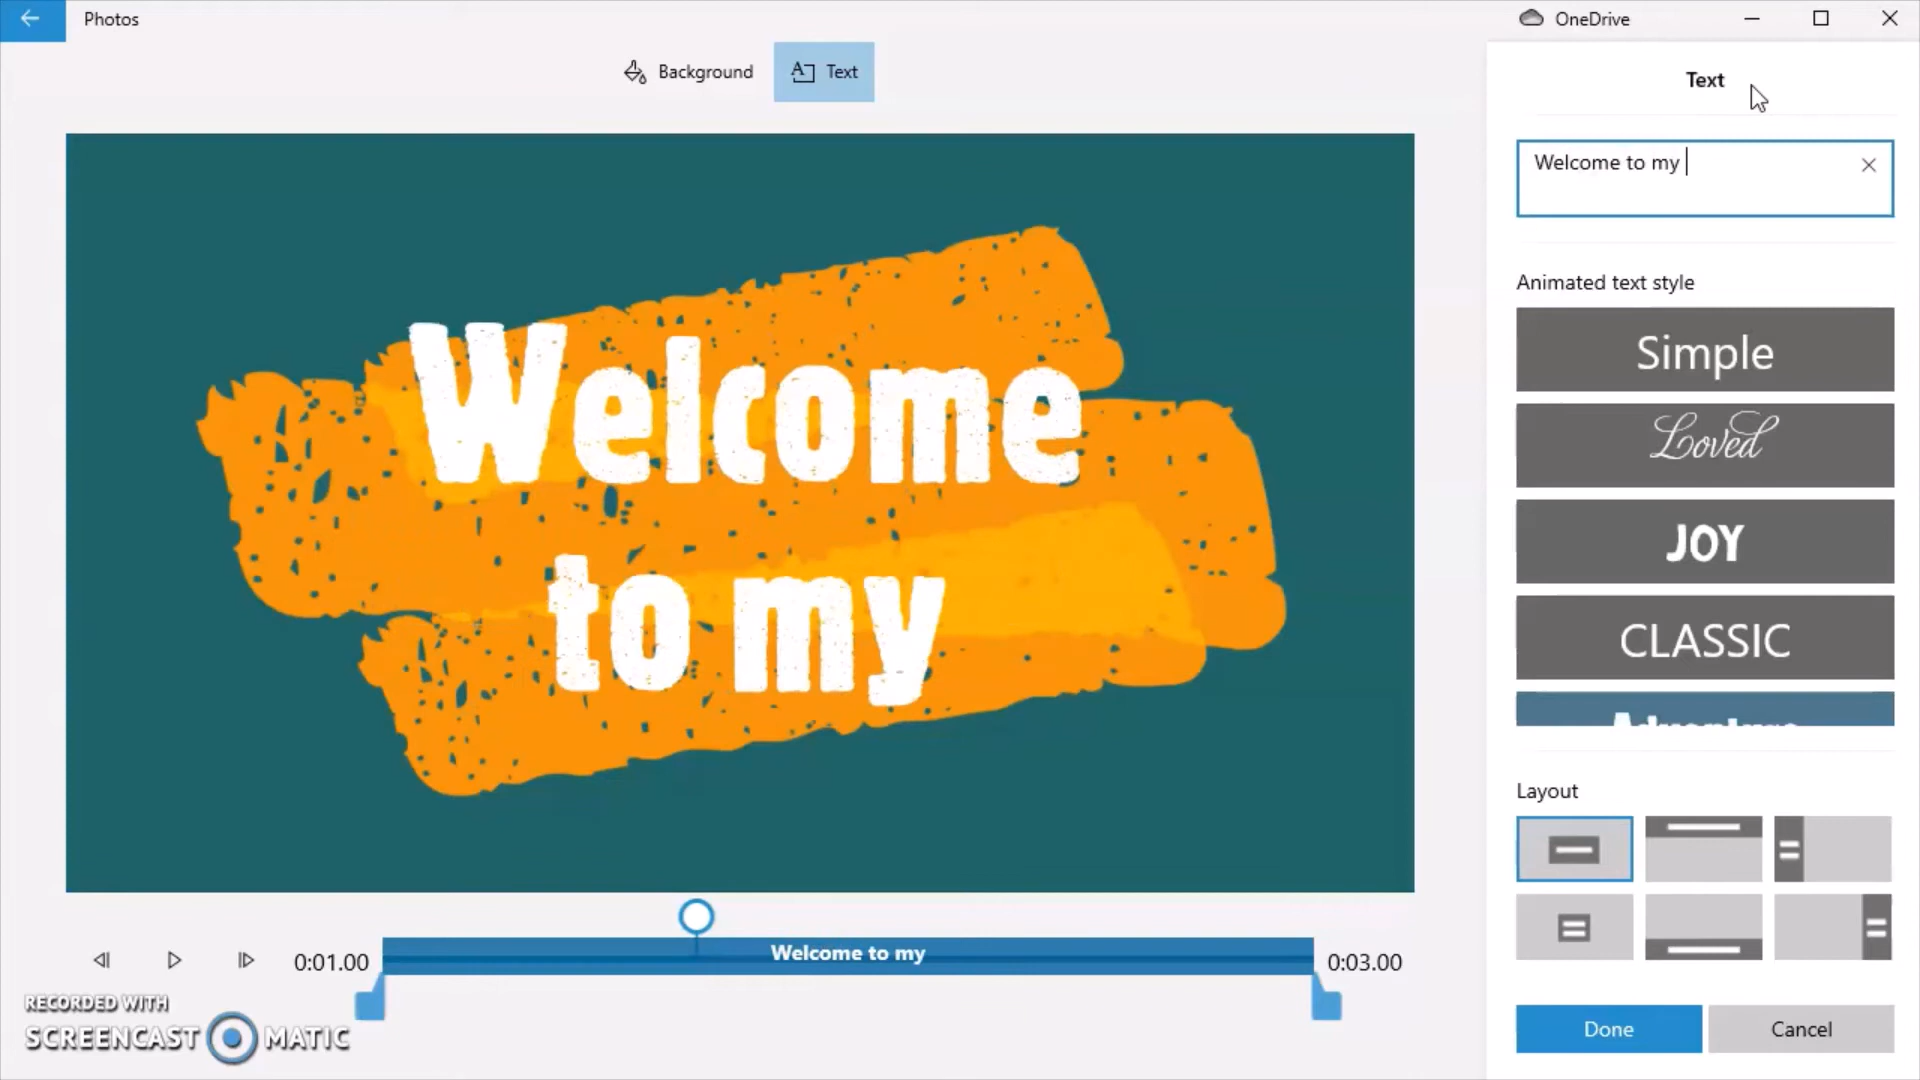 Photos
OneDrive
Background
Text
Text
Welcome to my
Animated text style
Simple
Loved
JOY
CLASSIC
Adventure
Layout
Welcome
to my
0:01.00
Welcome to my
0:03.00
RECORDED WITH
SCREENCAST MATIC
Done
Cancel